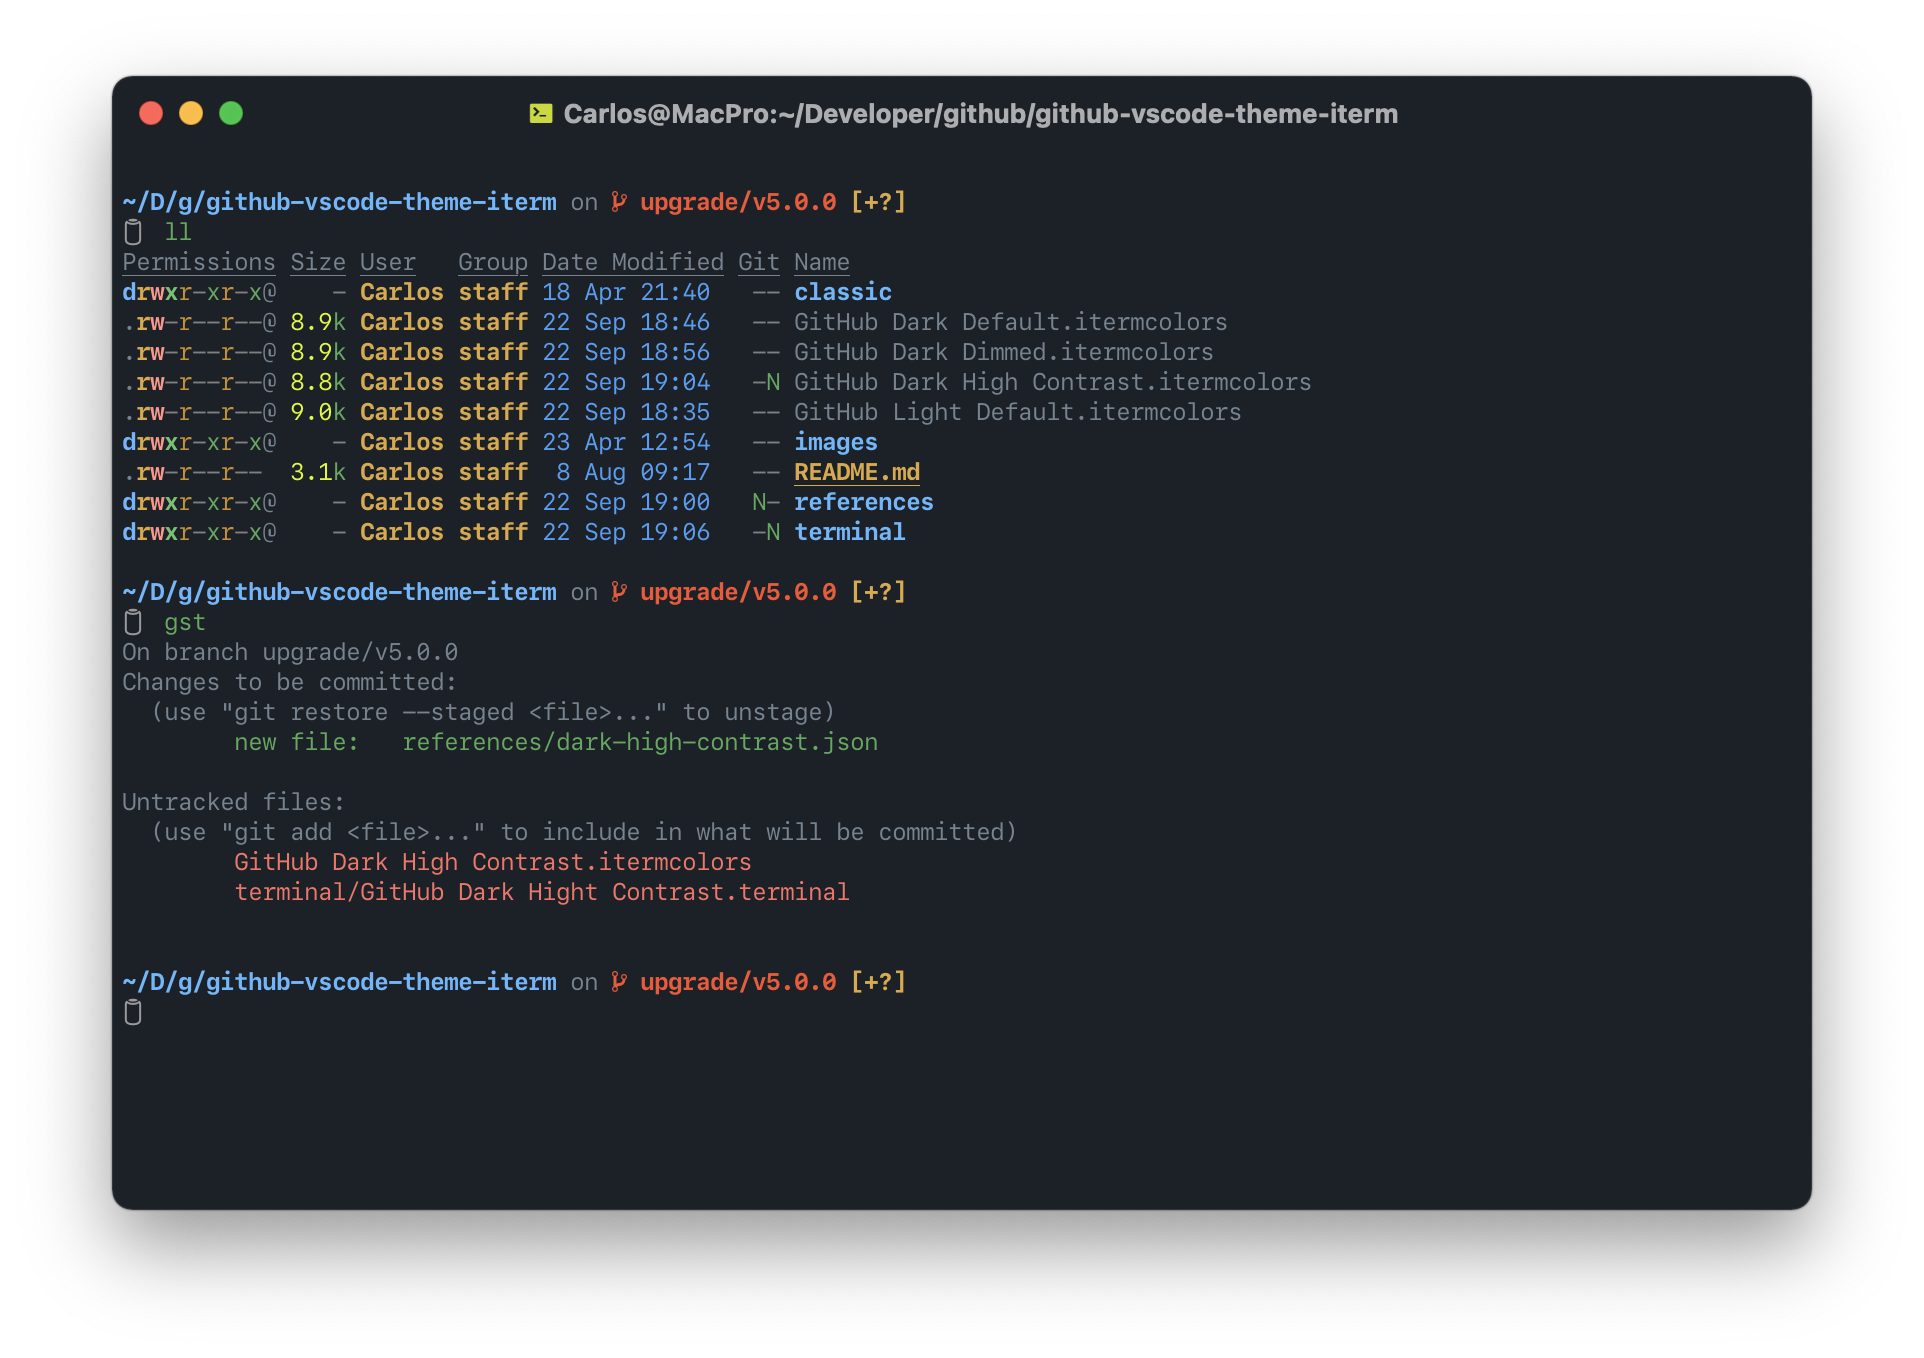 Carlos@MacPro:~/Developer/github/github-vscode-theme-iterm
~/D/g/github-vscode-theme-iterm on upgrade/v5.0.0 [+?]
ll
Permissions Size User   Group Date Modified Git Name
drwxr-xr-x@    - Carlos staff 18 Apr 21:40   -- classic
.rw-r--r--@ 8.9k Carlos staff 22 Sep 18:46   -- GitHub Dark Default.itermcolors
.rw-r--r--@ 8.9k Carlos staff 22 Sep 18:56   -- GitHub Dark Dimmed.itermcolors
.rw-r--r--@ 8.8k Carlos staff 22 Sep 19:04   -N GitHub Dark High Contrast.itermcolors
.rw-r--r--@ 9.0k Carlos staff 22 Sep 18:35   -- GitHub Light Default.itermcolors
drwxr-xr-x@    - Carlos staff 23 Apr 12:54   -- images
.rw-r--r--  3.1k Carlos staff  8 Aug 09:17   -- README.md
drwxr-xr-x@    - Carlos staff 22 Sep 19:00   N- references
drwxr-xr-x@    - Carlos staff 22 Sep 19:06   -N terminal
~/D/g/github-vscode-theme-iterm on upgrade/v5.0.0 [+?]
gst
On branch upgrade/v5.0.0
Changes to be committed:
  (use "git restore --staged <file>..." to unstage)
        new file:   references/dark-high-contrast.json
Untracked files:
  (use "git add <file>..." to include in what will be committed)
        GitHub Dark High Contrast.itermcolors
        terminal/GitHub Dark Hight Contrast.terminal
~/D/g/github-vscode-theme-iterm on upgrade/v5.0.0 [+?]